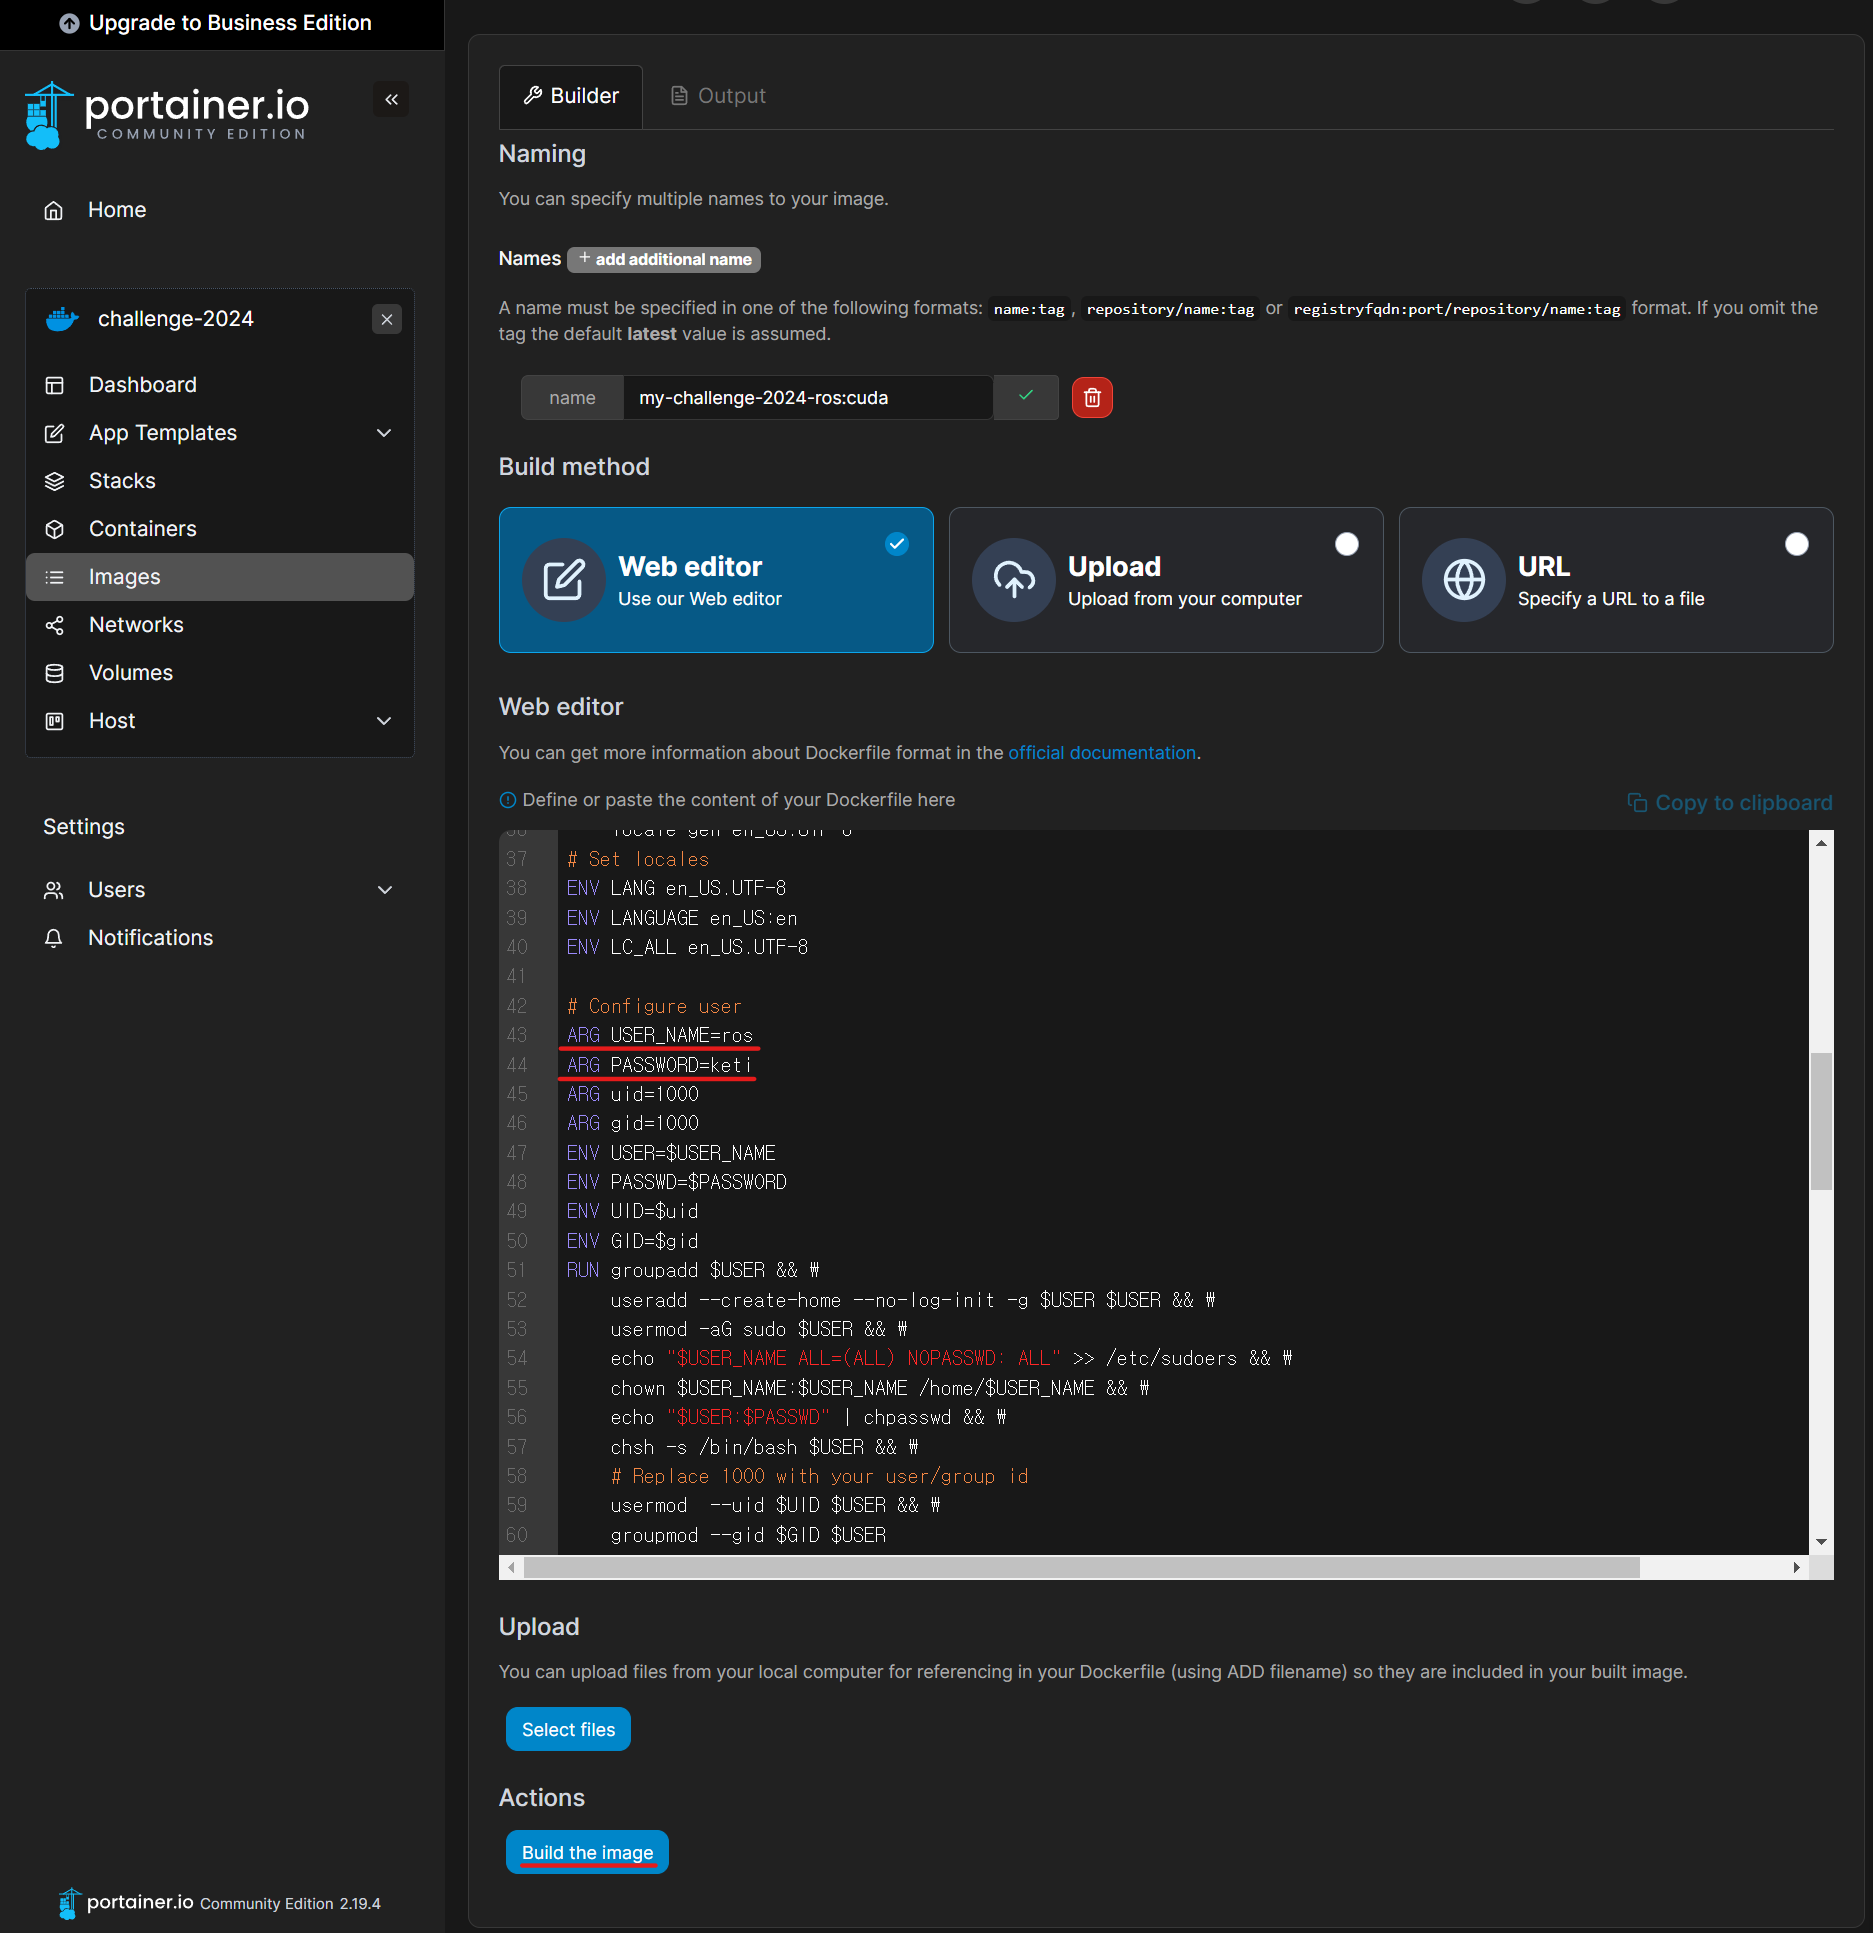 Upgrade to Business Edition
portainer.io
COMMUNITY EDITION
Home
challenge-2024
Dashboard
App Templates
Stacks
Containers
Images
Networks
Volumes
Host
Settings
Users
Notifications
portainer.io Community Edition 2.19.4
Builder
Output
Naming
You can specify multiple names to your image.
Names + add additional name
A name must be specified in one of the following formats: name:tag , repository/name:tag or registryfqdn:port/repository/name:tag format. If you omit the
tag the default latest value is assumed.
name my-challenge-2024-ros:cuda
Build method
Web editor
Use our Web editor
Upload
Upload from your computer
URL
Specify a URL to a file
Web editor
You can get more information about Dockerfile format in the official documentation.
Define or paste the content of your Dockerfile here
Copy to clipboard
37 # Set locales
38 ENV LANG en_US.UTF-8
39 ENV LANGUAGE en_US:en
40 ENV LC_ALL en_US.UTF-8
41
42 # Configure user
43 ARG USER_NAME=ros
44 ARG PASSWORD=keti
45 ARG uid=1000
46 ARG gid=1000
47 ENV USER=$USER_NAME
48 ENV PASSWD=$PASSWORD
49 ENV UID=$uid
50 ENV GID=$gid
51 RUN groupadd $USER && ₩
52 useradd --create-home --no-log-init -g $USER $USER && ₩
53 usermod -aG sudo $USER && ₩
54 echo "$USER_NAME ALL=(ALL) NOPASSWD: ALL" >> /etc/sudoers && ₩
55 chown $USER_NAME:$USER_NAME /home/$USER_NAME && ₩
56 echo "$USER:$PASSWD" | chpasswd && ₩
57 chsh -s /bin/bash $USER && ₩
58 # Replace 1000 with your user/group id
59 usermod  --uid $UID $USER && ₩
60 groupmod --gid $GID $USER
Upload
You can upload files from your local computer for referencing in your Dockerfile (using ADD filename) so they are included in your built image.
Select files
Actions
Build the image